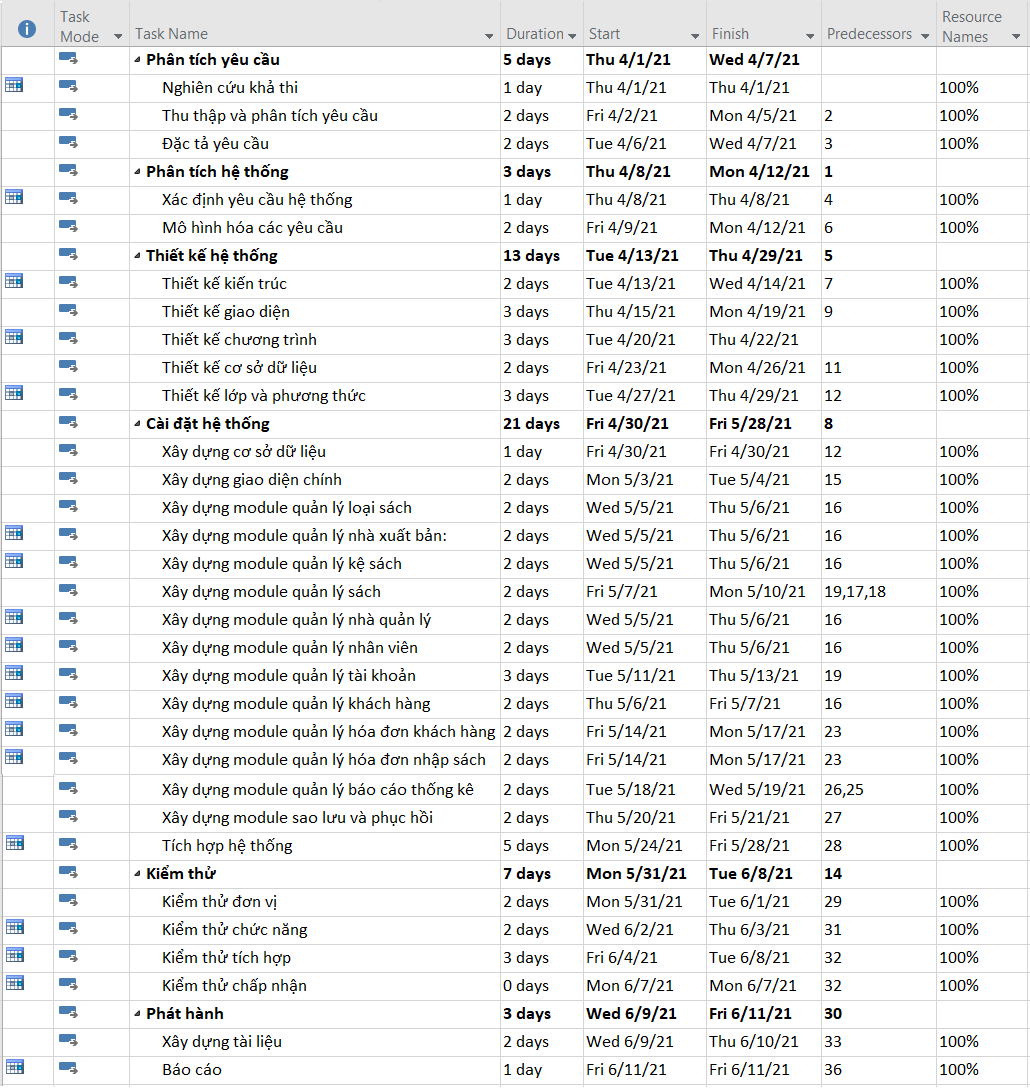 Task Mode Task Name Duration Start Finish Predecessors Resource Names
Phân tích yêu cầu 5 days Thu 4/1/21 Wed 4/7/21
Nghiên cứu khả thi 1 day Thu 4/1/21 Thu 4/1/21 100%
Thu thập và phân tích yêu cầu 2 days Fri 4/2/21 Mon 4/5/21 2 100%
Đặc tả yêu cầu 2 days Tue 4/6/21 Wed 4/7/21 3 100%
Phân tích hệ thống 3 days Thu 4/8/21 Mon 4/12/21 1
Xác định yêu cầu hệ thống 1 day Thu 4/8/21 Thu 4/8/21 4 100%
Mô hình hóa các yêu cầu 2 days Fri 4/9/21 Mon 4/12/21 6 100%
Thiết kế hệ thống 13 days Tue 4/13/21 Thu 4/29/21 5
Thiết kế kiến trúc 2 days Tue 4/13/21 Wed 4/14/21 7 100%
Thiết kế giao diện 3 days Thu 4/15/21 Mon 4/19/21 9 100%
Thiết kế chương trình 3 days Tue 4/20/21 Thu 4/22/21 100%
Thiết kế cơ sở dữ liệu 2 days Fri 4/23/21 Mon 4/26/21 11 100%
Thiết kế lớp và phương thức 3 days Tue 4/27/21 Thu 4/29/21 12 100%
Cài đặt hệ thống 21 days Fri 4/30/21 Fri 5/28/21 8
Xây dựng cơ sở dữ liệu 1 day Fri 4/30/21 Fri 4/30/21 12 100%
Xây dựng giao diện chính 2 days Mon 5/3/21 Tue 5/4/21 15 100%
Xây dựng module quản lý loại sách 2 days Wed 5/5/21 Thu 5/6/21 16 100%
Xây dựng module quản lý nhà xuất bản: 2 days Wed 5/5/21 Thu 5/6/21 16 100%
Xây dựng module quản lý kệ sách 2 days Wed 5/5/21 Thu 5/6/21 16 100%
Xây dựng module quản lý sách 2 days Fri 5/7/21 Mon 5/10/21 19,17,18 100%
Xây dựng module quản lý nhà quản lý 2 days Wed 5/5/21 Thu 5/6/21 16 100%
Xây dựng module quản lý nhân viên 2 days Wed 5/5/21 Thu 5/6/21 16 100%
Xây dựng module quản lý tài khoản 3 days Tue 5/11/21 Thu 5/13/21 19 100%
Xây dựng module quản lý khách hàng 2 days Thu 5/6/21 Fri 5/7/21 16 100%
Xây dựng module quản lý hóa đơn khách hàng 2 days Fri 5/14/21 Mon 5/17/21 23 100%
Xây dựng module quản lý hóa đơn nhập sách 2 days Fri 5/14/21 Mon 5/17/21 23 100%
Xây dựng module quản lý báo cáo thống kê 2 days Tue 5/18/21 Wed 5/19/21 26,25 100%
Xây dựng module sao lưu và phục hồi 2 days Thu 5/20/21 Fri 5/21/21 27 100%
Tích hợp hệ thống 5 days Mon 5/24/21 Fri 5/28/21 28 100%
Kiểm thử 7 days Mon 5/31/21 Tue 6/8/21 14
Kiểm thử đơn vị 2 days Mon 5/31/21 Tue 6/1/21 29 100%
Kiểm thử chức năng 2 days Wed 6/2/21 Thu 6/3/21 31 100%
Kiểm thử tích hợp 3 days Fri 6/4/21 Tue 6/8/21 32 100%
Kiểm thử chấp nhận 0 days Mon 6/7/21 Mon 6/7/21 32 100%
Phát hành 3 days Wed 6/9/21 Fri 6/11/21 30
Xây dựng tài liệu 2 days Wed 6/9/21 Thu 6/10/21 33 100%
Báo cáo 1 day Fri 6/11/21 Fri 6/11/21 36 100%